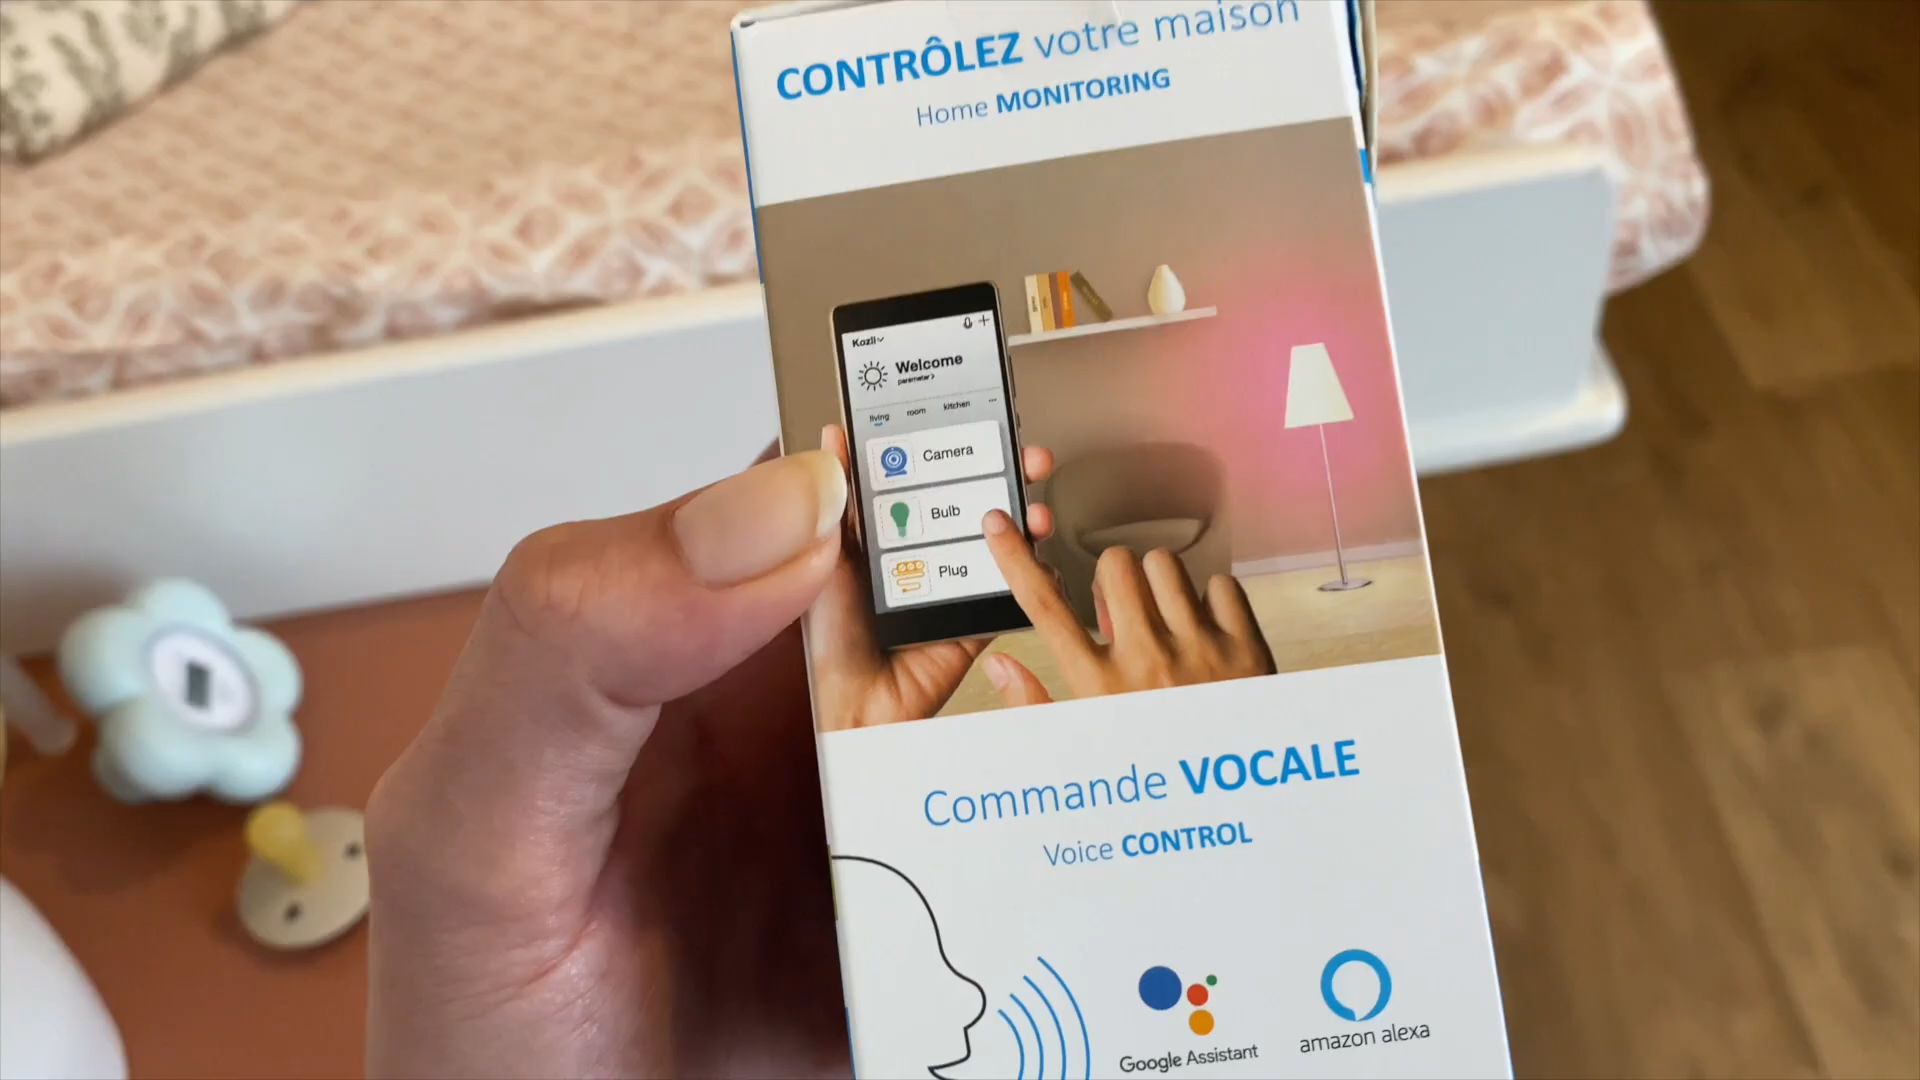 CONTRÔLEZ votre maison
Home MONITORING
Kozii
Welcome
parameter >
living room kitchen ...
Camera
Bulb
Plug
Commande VOCALE
Voice CONTROL
Google Assistant
amazon alexa